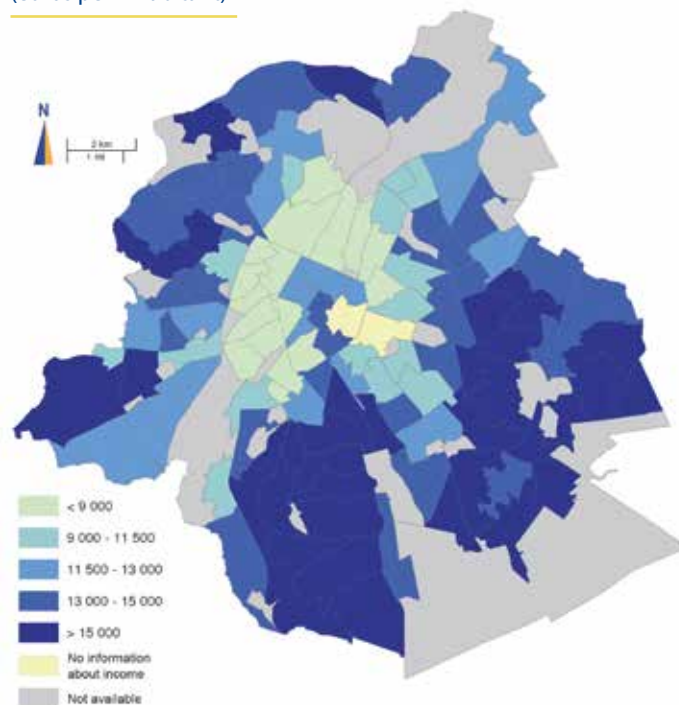 N
2 km
1 mi
< 9 000
9 000 - 11 500
11 500 - 13 000
13 000 - 15 000
> 15 000
No information
about income
Not available